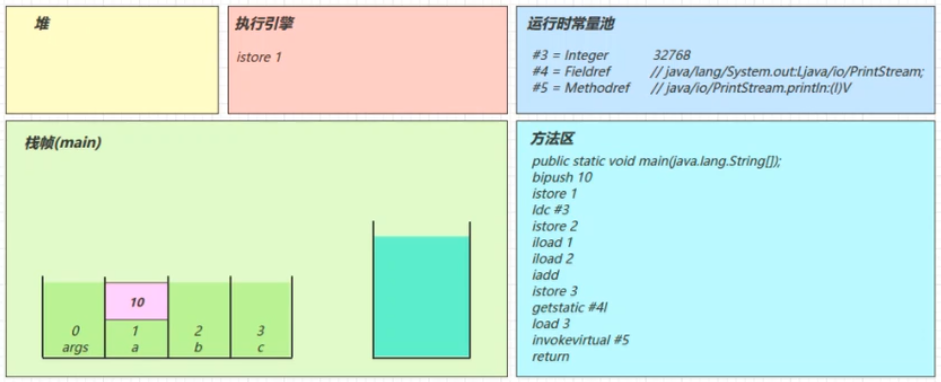 堆
执行引擎
istore 1
运行时常量池
#3 = Integer 32768
#4 = Fieldref // java/lang/System.out:Ljava/io/PrintStream;
#5 = Methodref // java/io/PrintStream.println:(I)V
栈帧(main)
10
0 1 2 3
args a b c
方法区
public static void main(java.lang.String[]);
bipush 10
istore 1
ldc #3
istore 2
iload 1
iload 2
iadd
istore 3
getstatic #4l
load 3
invokevirtual #5
return